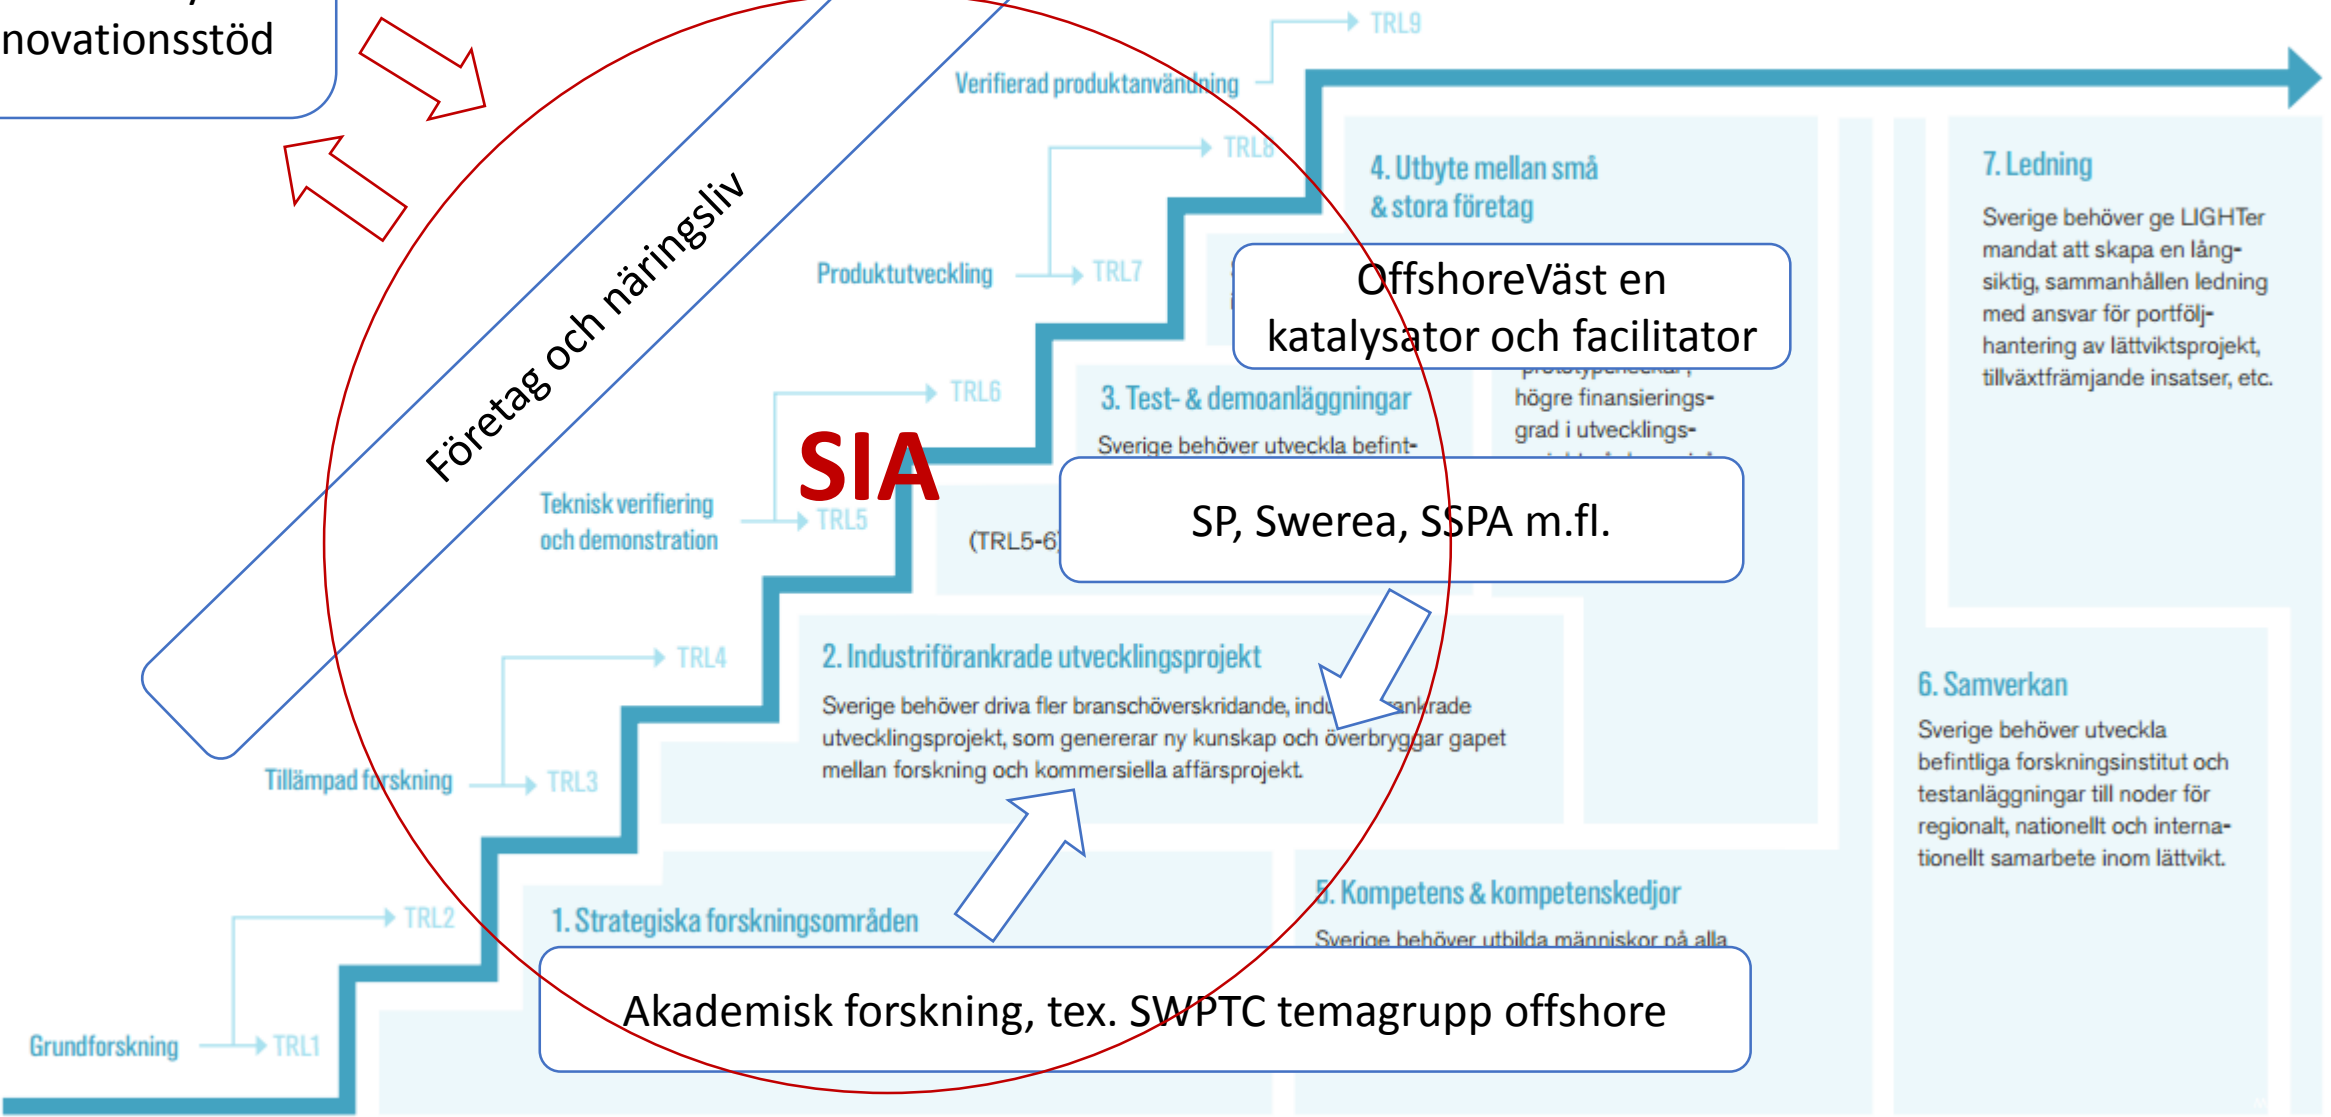 novationsstöd
TRL9
Verifierad produktanvändning
TRL8
Produktutveckling
TRL7
TRL6
Teknisk verifiering
och demonstration
TRL5
TRL4
Tillämpad forskning
TRL3
TRL2
Grundforskning
TRL1
Företag och näringsliv
SIA
4. Utbyte mellan små
& stora företag
OffshoreVäst en
katalysator och facilitator
högre finansierings-
grad i utvecklings-
3. Test- & demoanläggningar
Sverige behöver utveckla befint-
(TRL5-6)
SP, Swerea, SSPA m.fl.
2. Industriförankrade utvecklingsprojekt
Sverige behöver driva fler branschöverskridande, indu ankrade
utvecklingsprojekt, som genererar ny kunskap och överbryggar gapet
mellan forskning och kommersiella affärsprojekt.
1. Strategiska forskningsområden
5. Kompetens & kompetenskedjor
Sverige behöver utbilda människor på alla
Akademisk forskning, tex. SWPTC temagrupp offshore
7. Ledning
Sverige behöver ge LIGHTer
mandat att skapa en lång-
siktig, sammanhållen ledning
med ansvar för portfölj-
hantering av lättviktsprojekt,
tillväxtfrämjande insatser, etc.
6. Samverkan
Sverige behöver utveckla
befintliga forskningsinstitut och
testanläggningar till noder för
regionalt, nationellt och interna-
tionellt samarbete inom lättvikt.